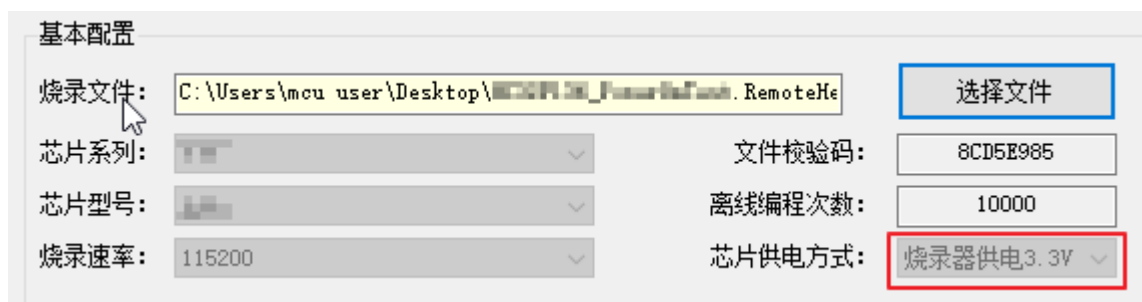 基本配置
烧录文件： C:\Users\mcu user\Desktop\ .RemoteHe 选择文件
芯片系列： 文件校验码： 8CD5E985
芯片型号： 离线编程次数： 10000
烧录速率： 115200 芯片供电方式： 烧录器供电3.3V